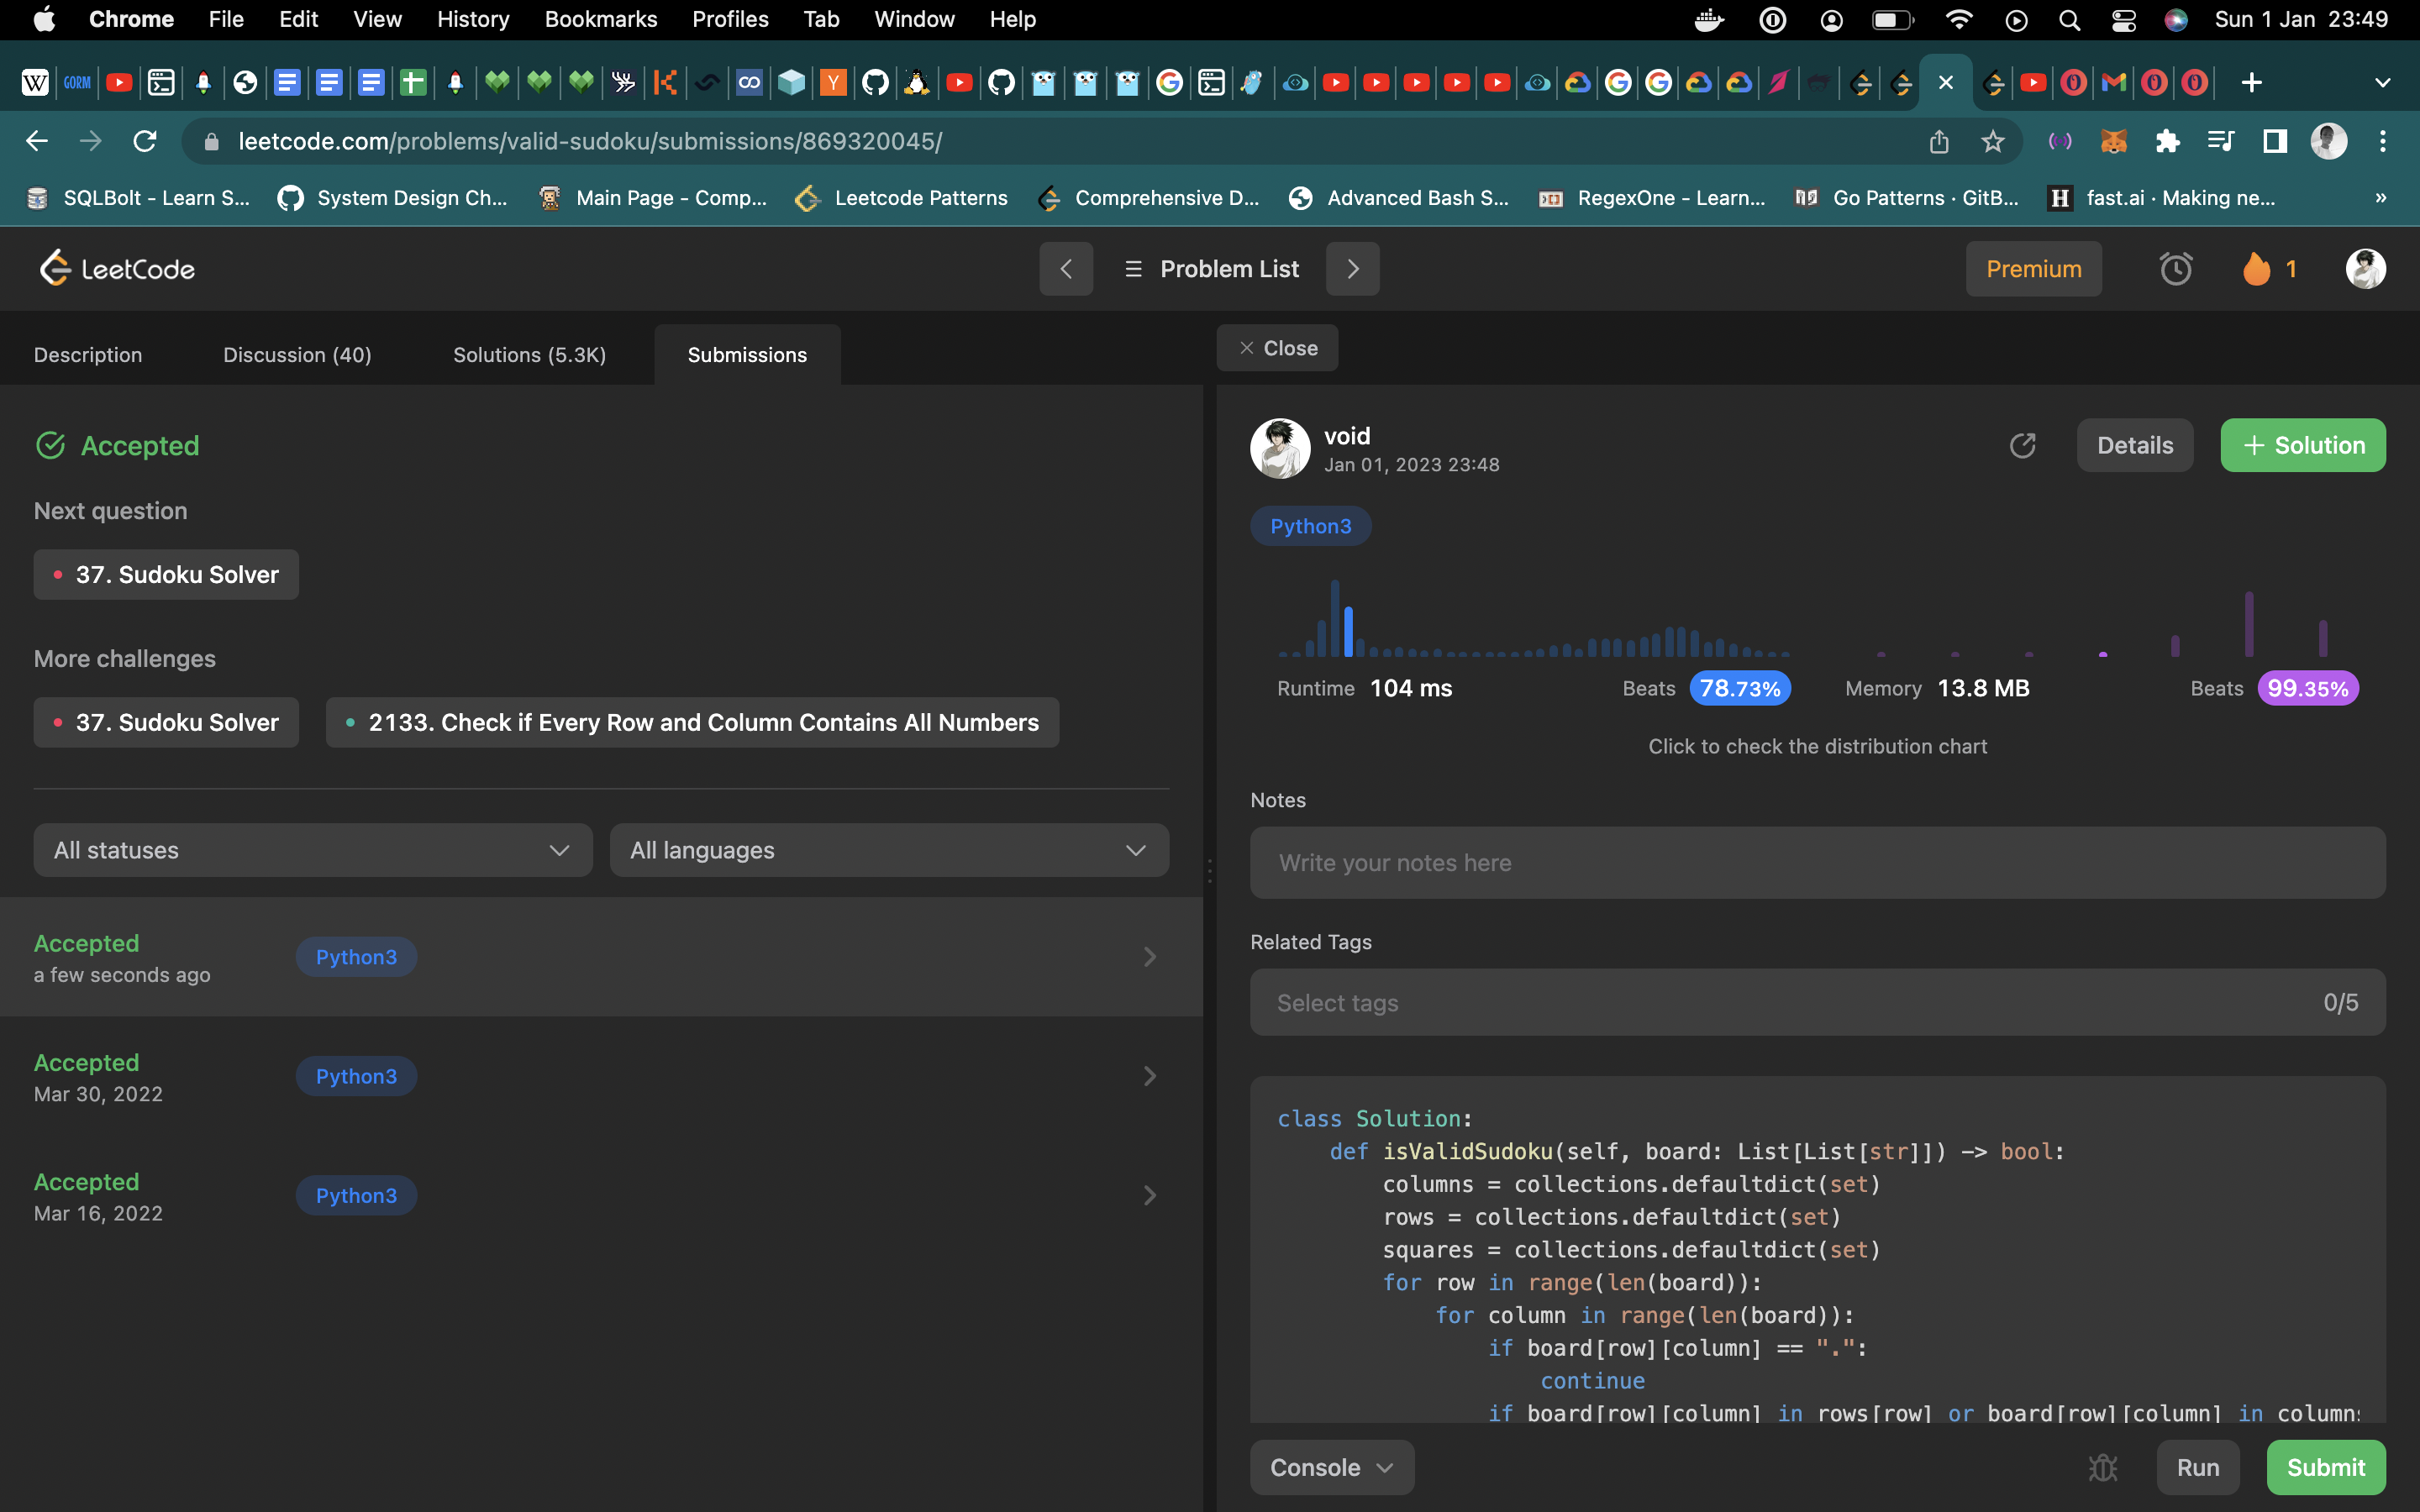 Chrome File Edit View History Bookmarks Profiles Tab Window Help Sun 1 Jan 23:49
leetcode.com/problems/valid-sudoku/submissions/869320045/
SQLBolt - Learn S... System Design Ch... Main Page - Comp... Leetcode Patterns Comprehensive D... Advanced Bash S... RegexOne - Learn... Go Patterns · GitB... fast.ai · Making ne... »
LeetCode Problem List Premium 1
Description Discussion (40) Solutions (5.3K) Submissions
Close
Accepted
Next question
37. Sudoku Solver
More challenges
37. Sudoku Solver 2133. Check if Every Row and Column Contains All Numbers
All statuses All languages
Accepted
a few seconds ago
Python3
Accepted
Mar 30, 2022
Python3
Accepted
Mar 16, 2022
Python3
void
Jan 01, 2023 23:48
Details
+ Solution
Python3
Runtime 104 ms Beats 78.73% Memory 13.8 MB Beats 99.35%
Click to check the distribution chart
Notes
Write your notes here
Related Tags
Select tags 0/5
class Solution:
def isValidSudoku(self, board: List[List[str]]) -> bool:
columns = collections.defaultdict(set)
rows = collections.defaultdict(set)
squares = collections.defaultdict(set)
for row in range(len(board)):
for column in range(len(board)):
if board[row][column] == ".":
continue
if board[row][column] in rows[row] or board[row][column] in columns
Console Run Submit